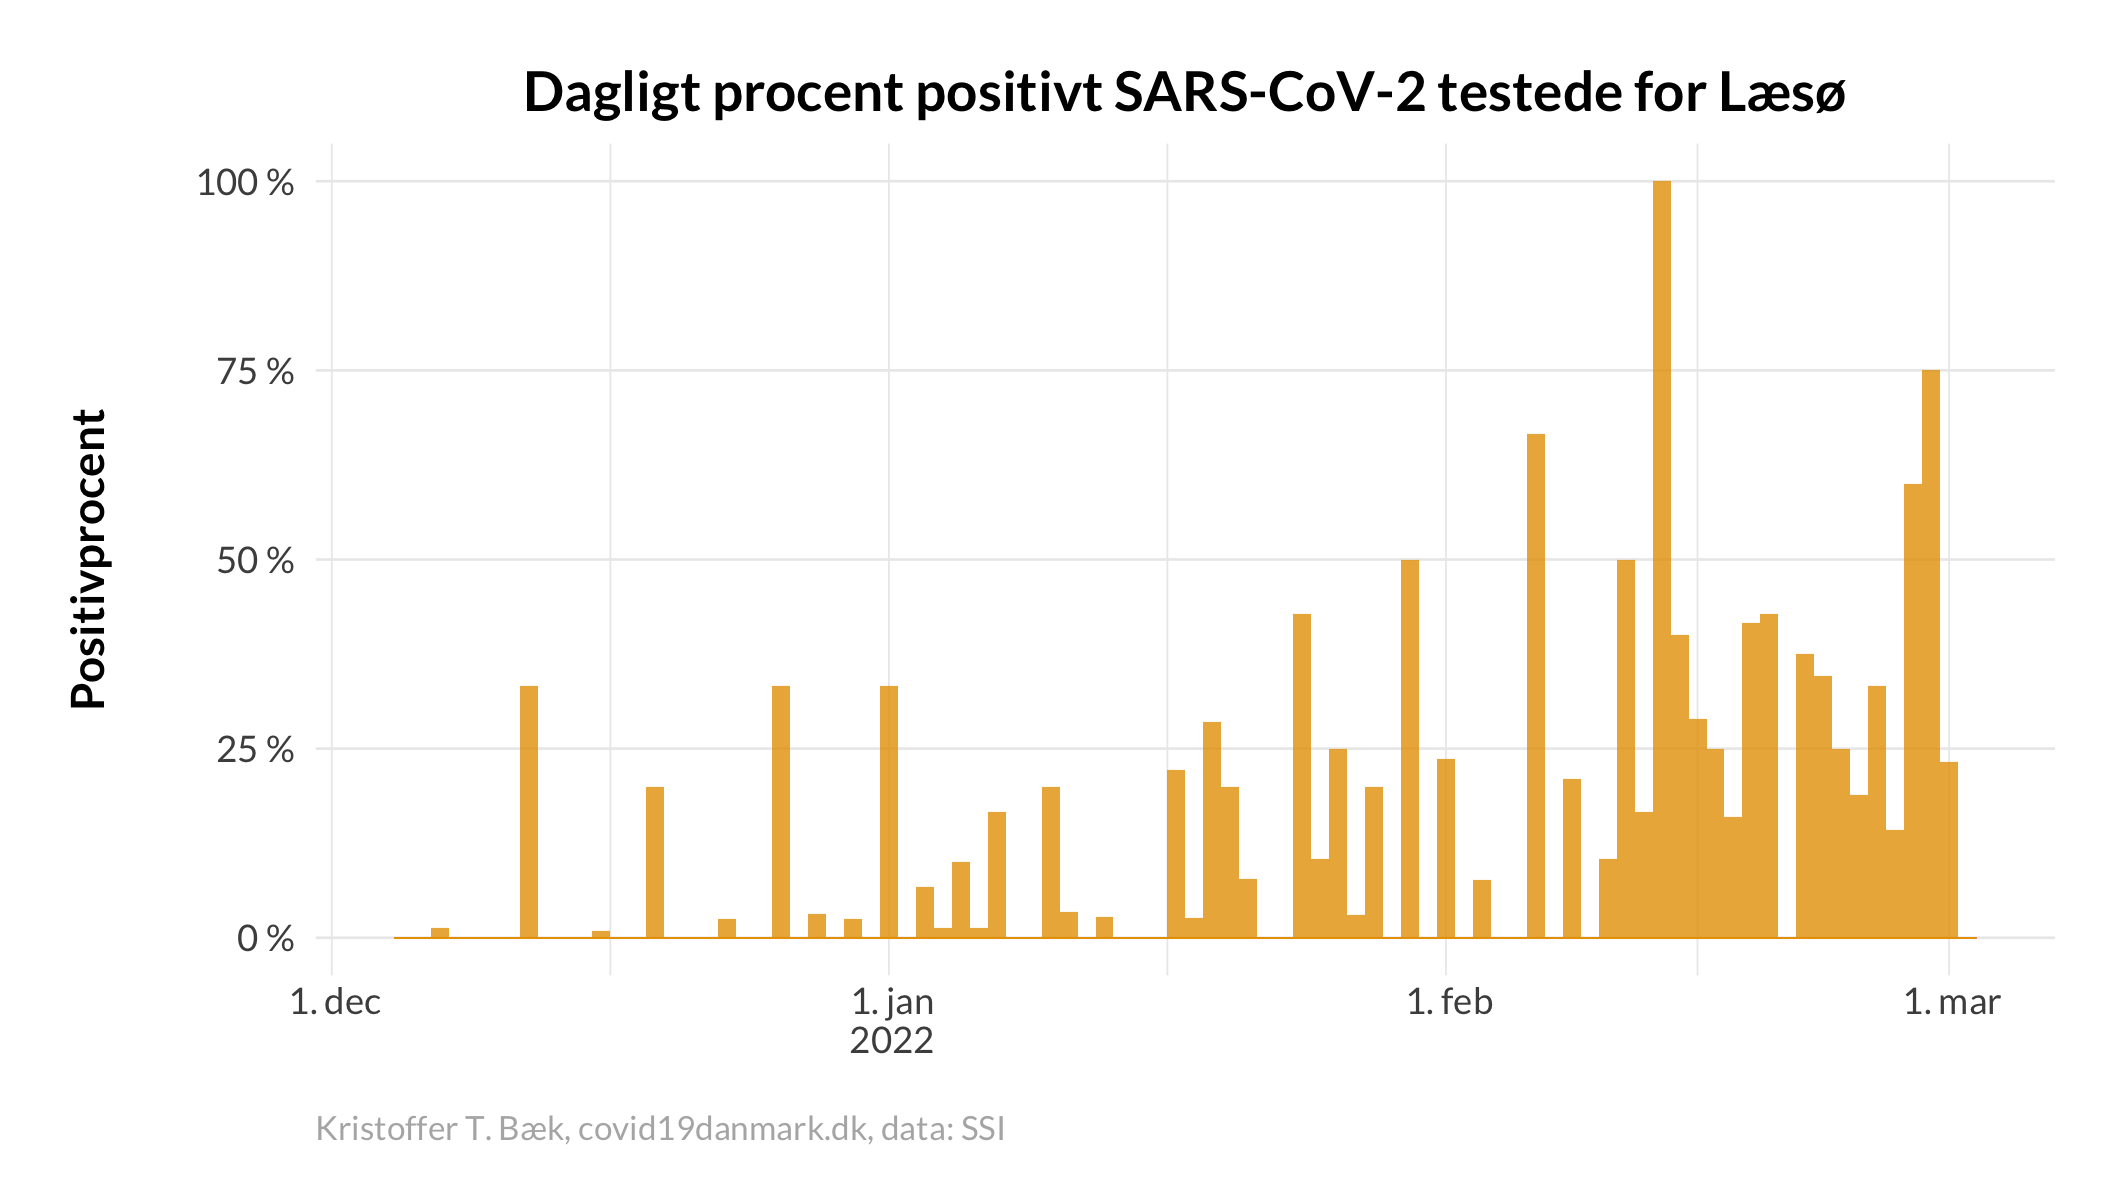 Dagligt procent positivt SARS-CoV-2 testede for Læsø
Positivprocent
100 %
75 %
50 %
25 %
0 %
1. dec
1. jan
2022
1. feb
1. mar
Kristoffer T. Bæk, covid19danmark.dk, data: SSI